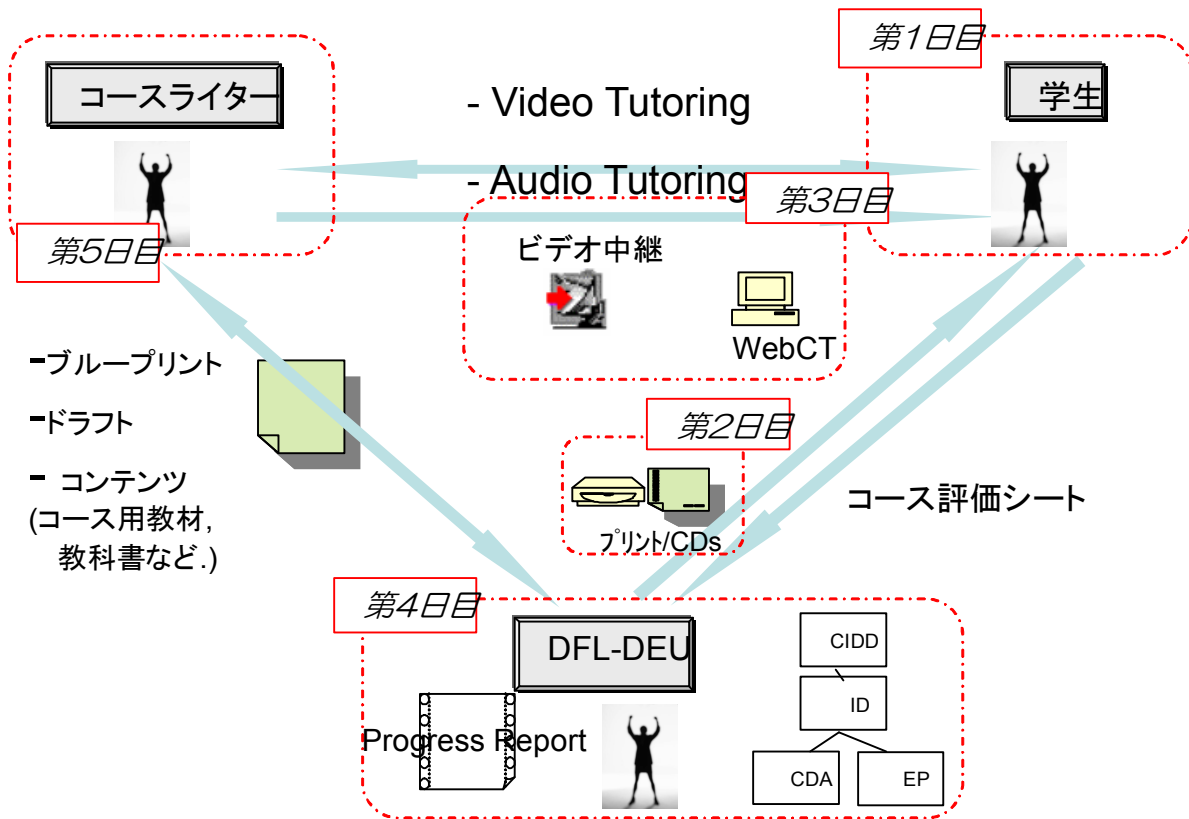 第1日目
コースライター
学生
- Video Tutoring
- Audio Tutoring
第3日目
第5日目
ビデオ中継
WebCT
-ブループリント
-ドラフト
- コンテンツ
(コース用教材,
教科書など.)
第2日目
プリント/CDs
コース評価シート
第4日目
DFL-DEU
Progress Report
CIDD
ID
CDA
EP